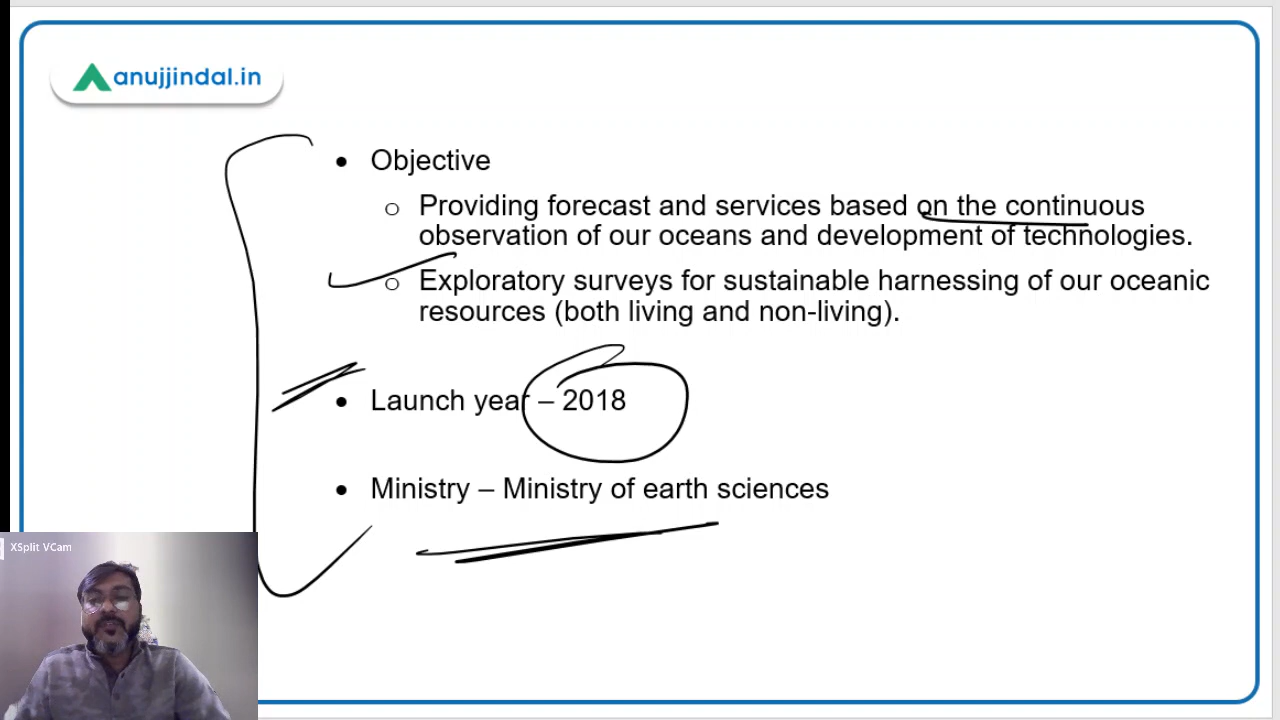 anujjindal.in
• Objective
o Providing forecast and services based on the continuous
observation of our oceans and development of technologies.
o Exploratory surveys for sustainable harnessing of our oceanic
resources (both living and non-living).
• Launch year – 2018
• Ministry – Ministry of earth sciences
XSplit VCam